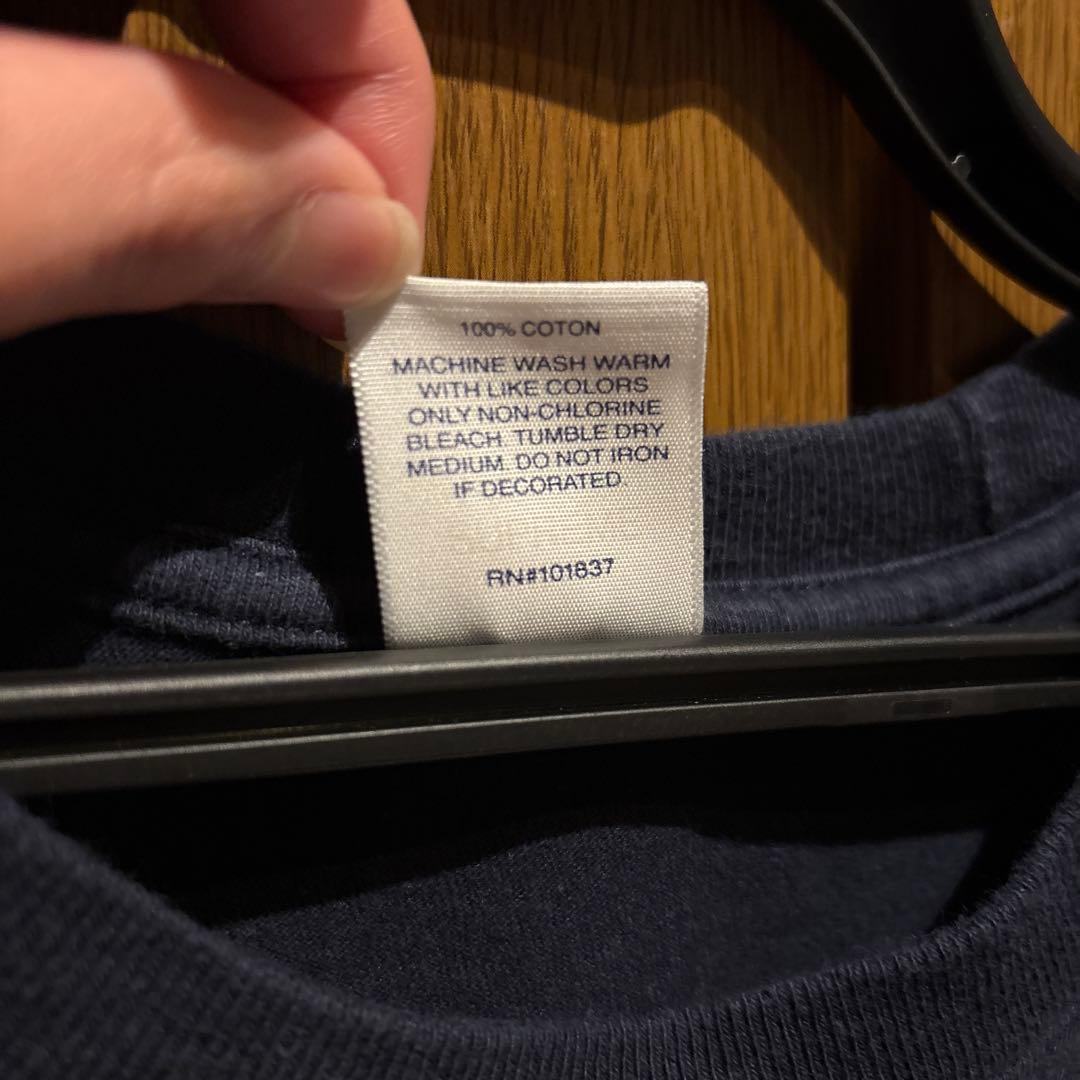 100% COTON
MACHINE WASH WARM
WITH LIKE COLORS
ONLY NON-CHLORINE
BLEACH. TUMBLE DRY
MEDIUM. DO NOT IRON
IF DECORATED
RN#101837